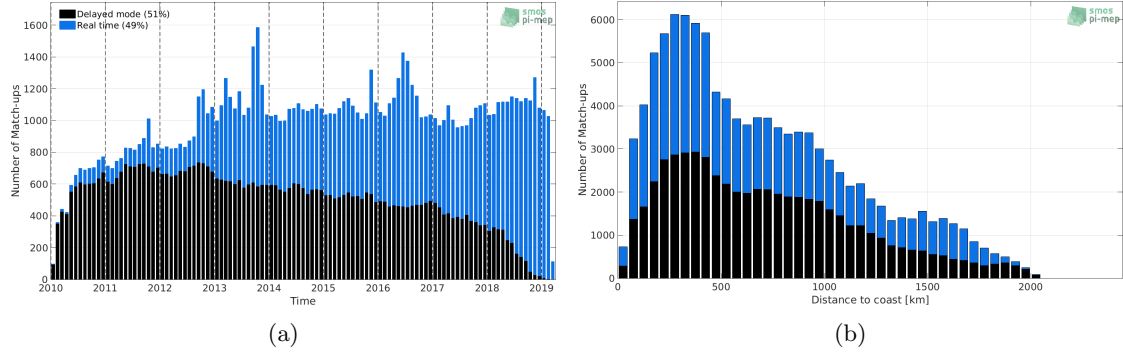 Delayed mode (51%)
Real time (49%)
smos
pi-mep
Number of Match-ups
1600
1400
1200
1000
800
600
400
200
0
2010 2011 2012 2013 2014 2015 2016 2017 2018 2019
Time
(a)
smos
pi-mep
Number of Match-ups
6000
5000
4000
3000
2000
1000
0
0 500 1000 1500 2000
Distance to coast [km]
(b)